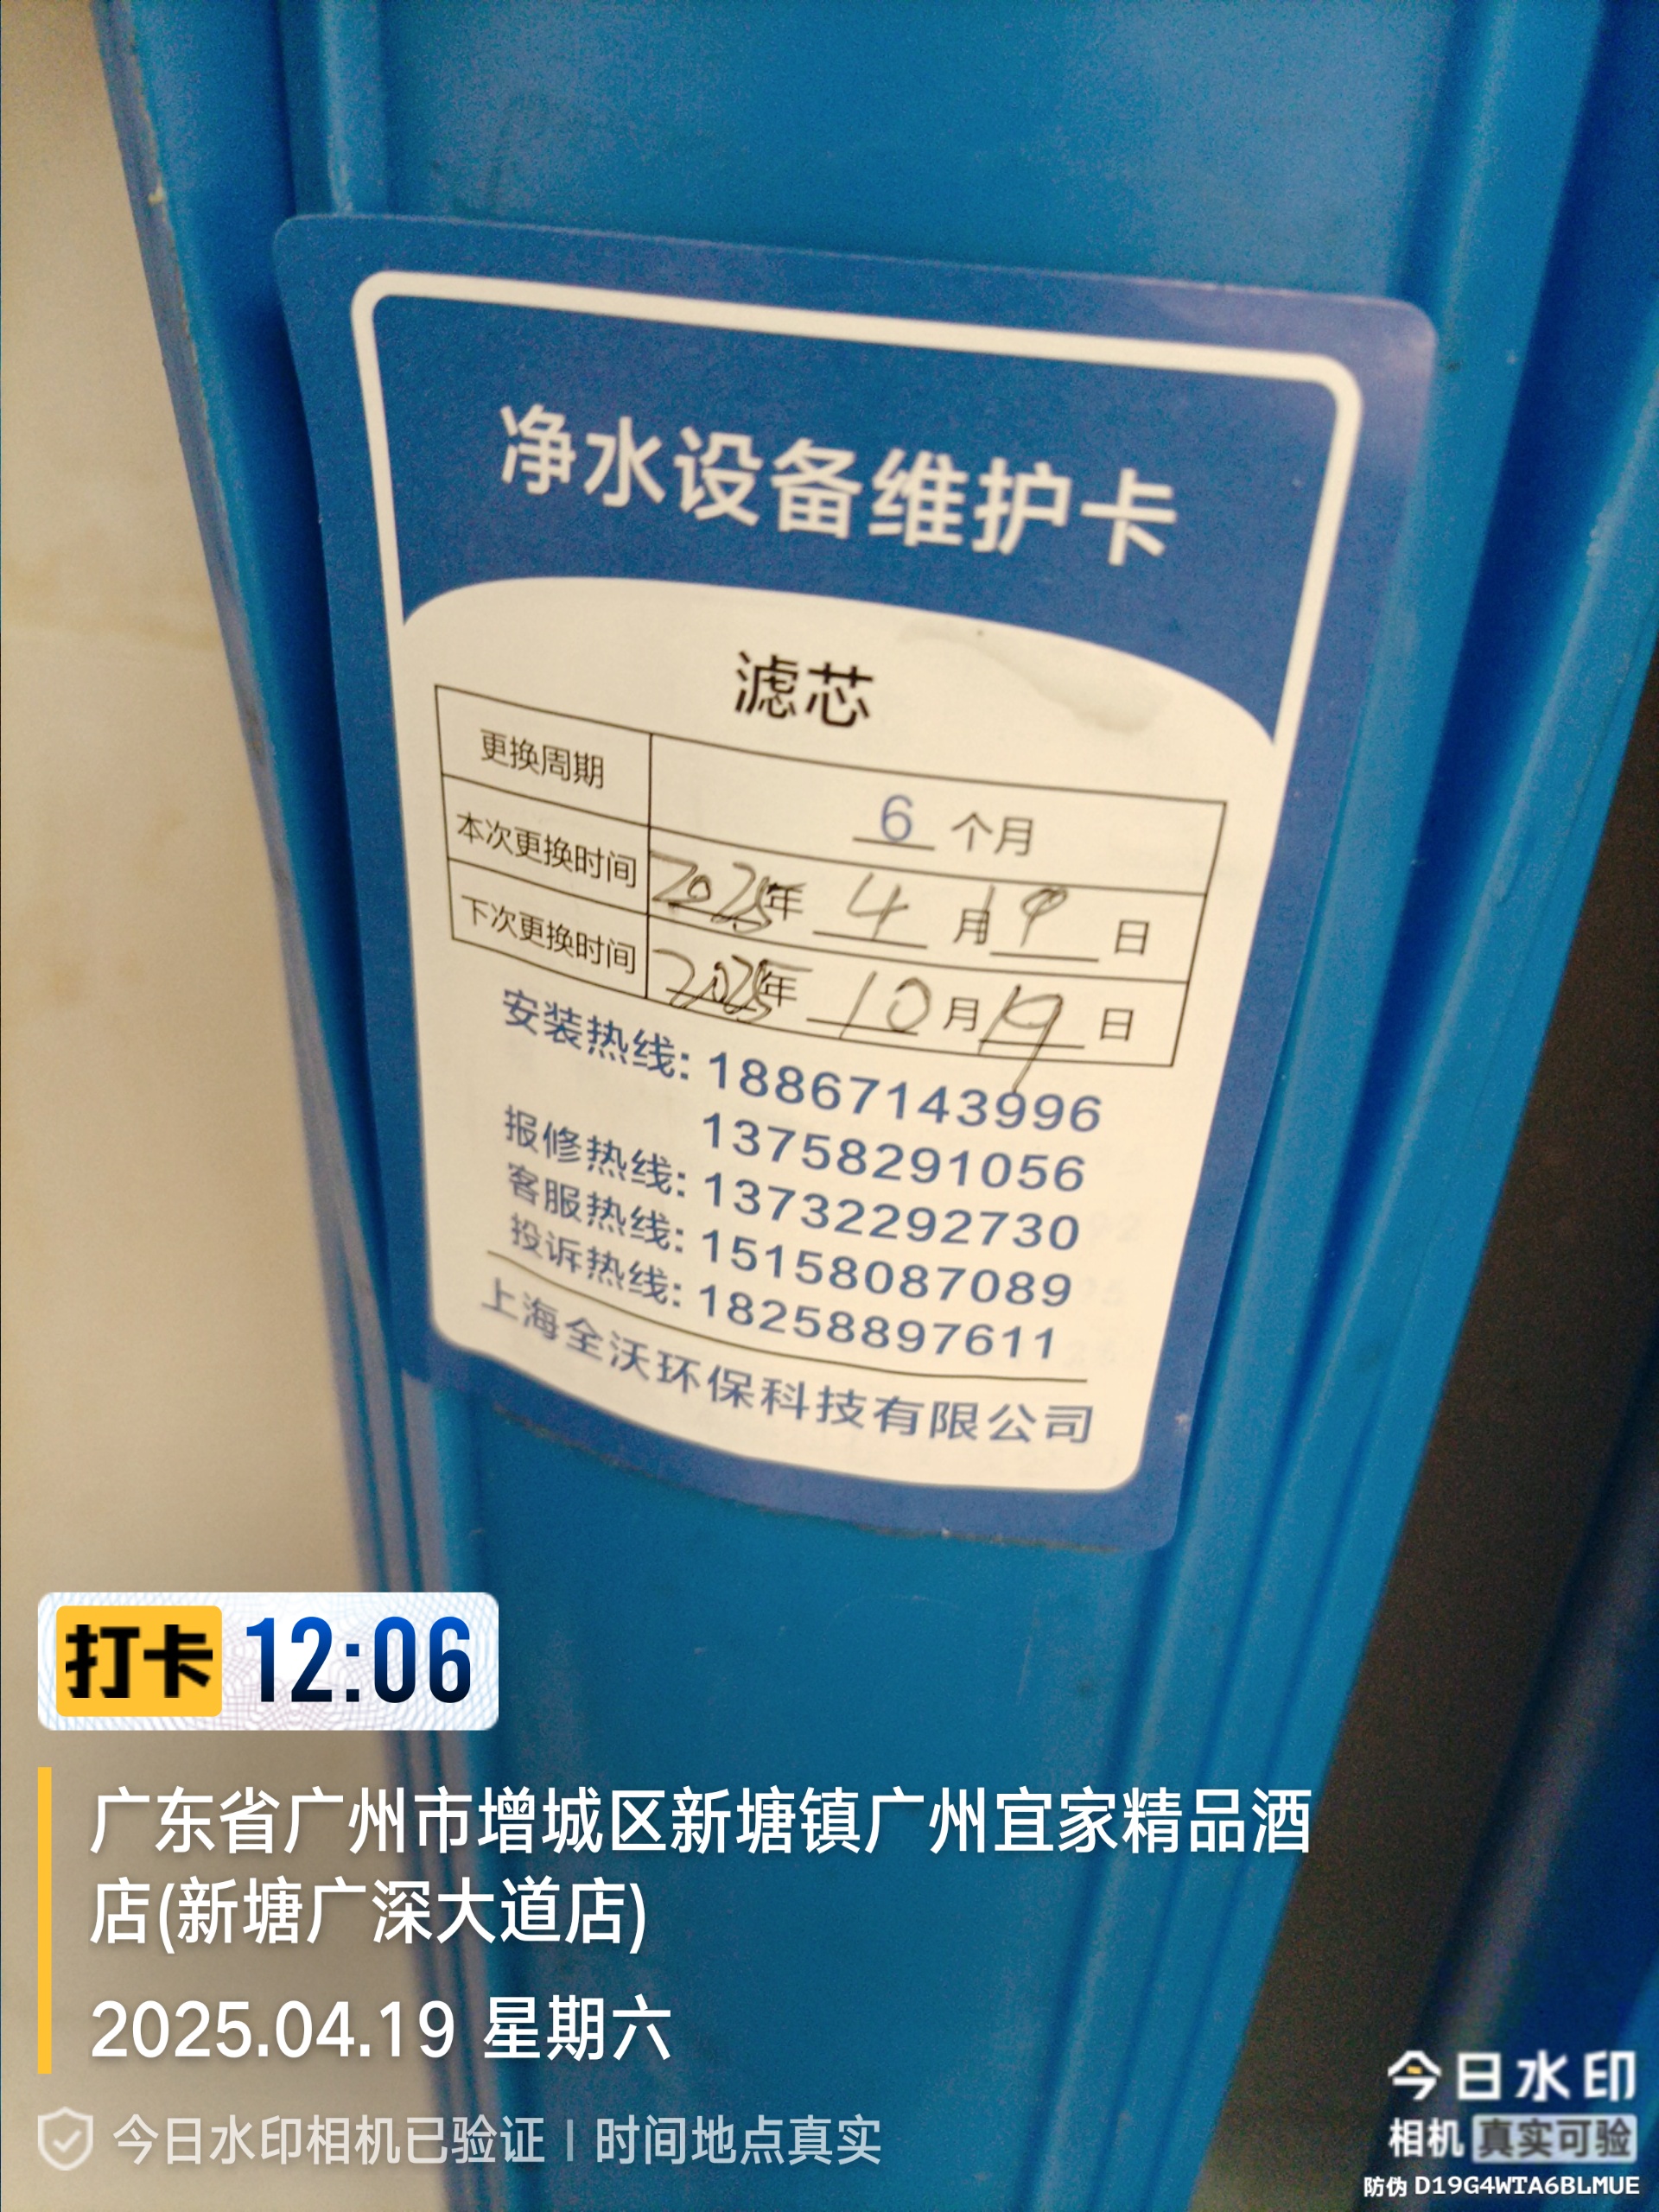 净水设备维护卡
滤芯
更换周期 6 个月
本次更换时间 2025年 4 月 19 日
下次更换时间 2025年 10 月 19 日
安装热线: 18867143996
13758291056
报修热线: 13732292730
客服热线: 15158087089
投诉热线: 18258897611
上海全沃环保科技有限公司
打卡 12:06
广东省广州市增城区新塘镇广州宜家精品酒
店(新塘广深大道店)
2025.04.19 星期六
今日水印相机已验证 | 时间地点真实
今日水印
相机 真实可验
防伪 D19G4WTA6BLMUE